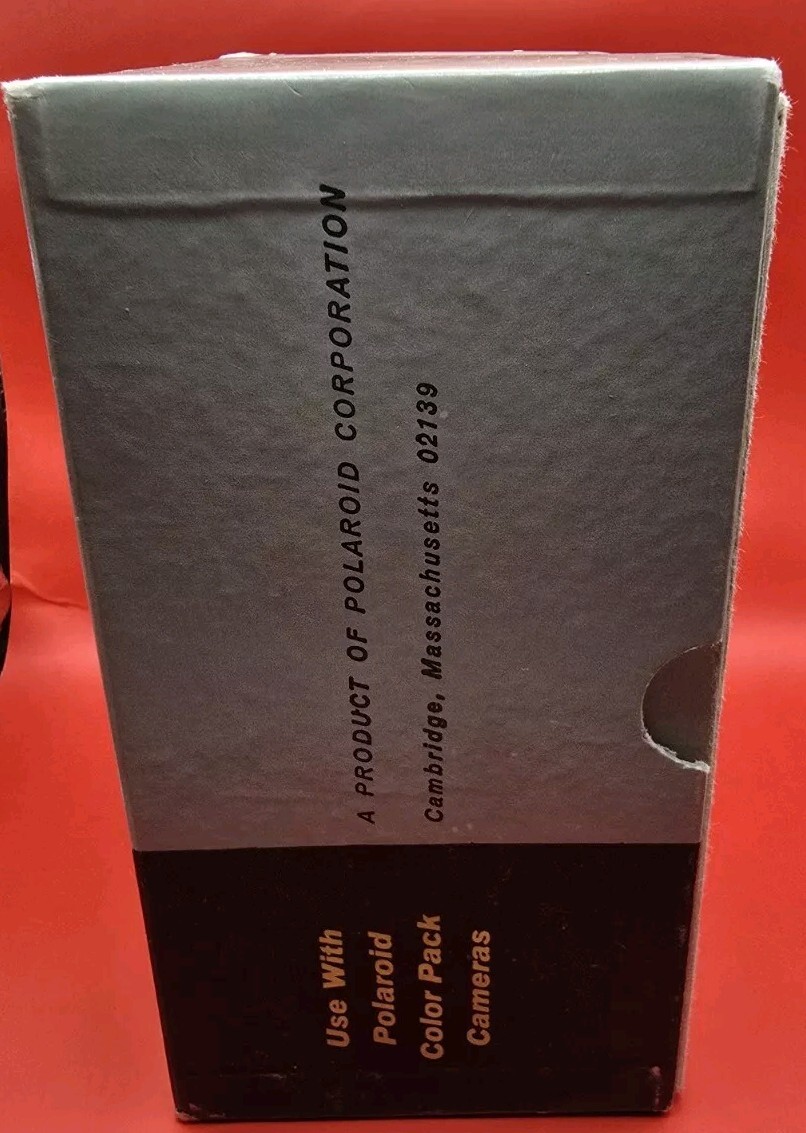 A PRODUCT OF POLAROID CORPORATION
Cambridge, Massachusetts 02139
Use With
Polaroid
Color Pack
Cameras